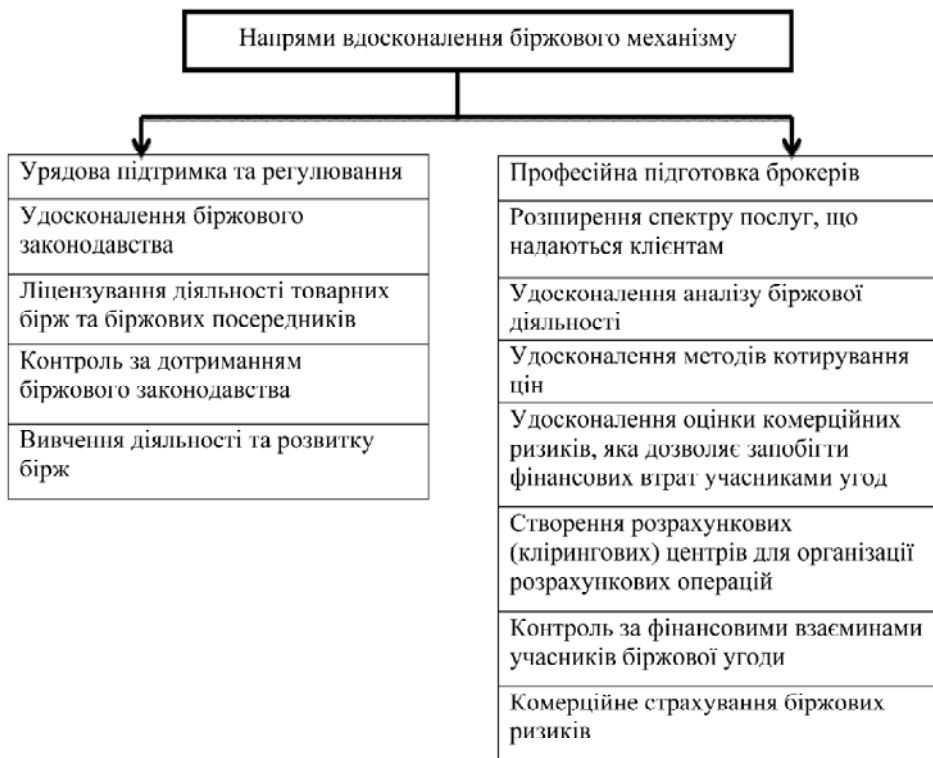 Напрями вдосконалення біржового механізму
Урядова підтримка та регулювання
Удосконалення біржового
законодавства
Ліцензування діяльності товарних
бірж та біржових посередників
Контроль за дотриманням
біржового законодавства
Вивчення діяльності та розвитку
бірж
Професійна підготовка брокерів
Розширення спектру послуг, що
надаються клієнтам
Удосконалення аналізу біржової
діяльності
Удосконалення методів котирування
цін
Удосконалення оцінки комерційних
ризиків, яка дозволяє запобігти
фінансових втрат учасниками угод
Створення розрахункових
(клірингових) центрів для організації
розрахункових операцій
Контроль за фінансовими взаєминами
учасників біржової угоди
Комерційне страхування біржових
ризиків